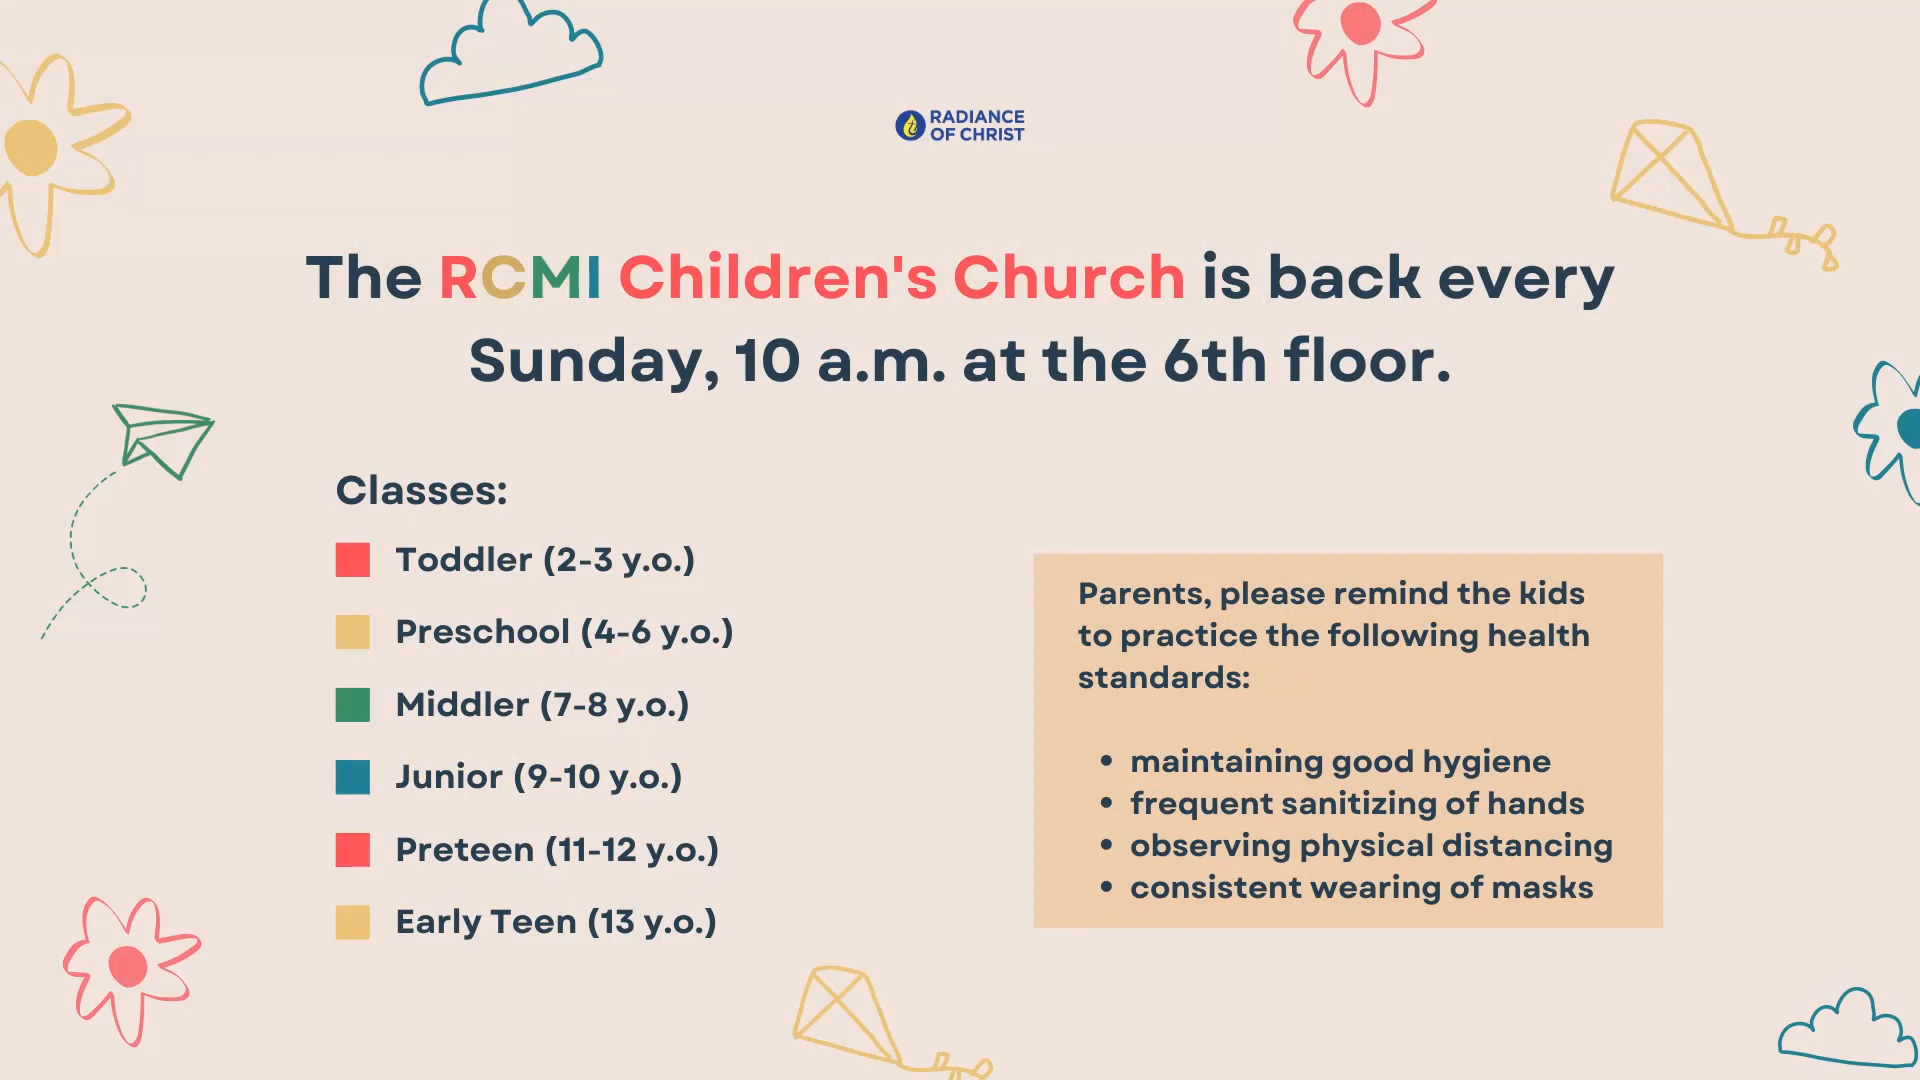 RADIANCE
OF CHRIST
The RCMI Children's Church is back every
Sunday, 10 a.m. at the 6th floor.
Classes:
Toddler (2-3 y.o.)
Preschool (4-6 y.o.)
Middler (7-8 y.o.)
Junior (9-10 y.o.)
Preteen (11-12 y.o.)
Early Teen (13 y.o.)
Parents, please remind the kids
to practice the following health
standards:
• maintaining good hygiene
• frequent sanitizing of hands
• observing physical distancing
• consistent wearing of masks